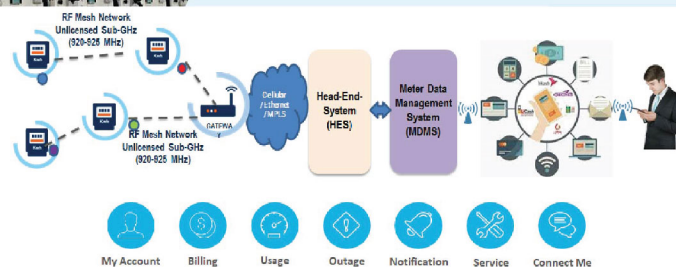 RF Mesh Network
Unlicensed Sub-GHz
(920-925 MHz)
RF Mesh Network
Unlicensed Sub-GHz
(920-925 MHz)
GATEWA
Y
Cellular
/ Ethernet
/MPLS
Head-End-
System
(HES)
Meter Data
Management
System
(MDMS)
My Account
Billing
Usage
Outage
Notification
Service
Connect Me